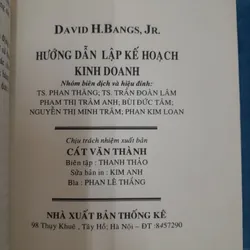 DAVID H.BANGS, JR.
HƯỚNG DẪN LẬP KẾ HOẠCH
KINH DOANH
Nhóm biên dịch và hiệu đính:
TS. PHAN THĂNG; TS. TRẦN ĐOÀN LÂM
PHẠM THỊ TRÂM ANH; BÙI ĐỨC TÂM;
NGUYỄN THỊ MINH TRÂM; PHAN KIM LOAN
Chịu trách nhiệm xuất bản
CÁT VĂN THÀNH
Biên tập : THANH THẢO
Sửa bản in : KIM ANH
Bìa : PHAN LÊ THĂNG
NHÀ XUẤT BẢN THỐNG KÊ
98 Thụy Khuê , Tây Hồ; Hà Nội – ĐT :8457290